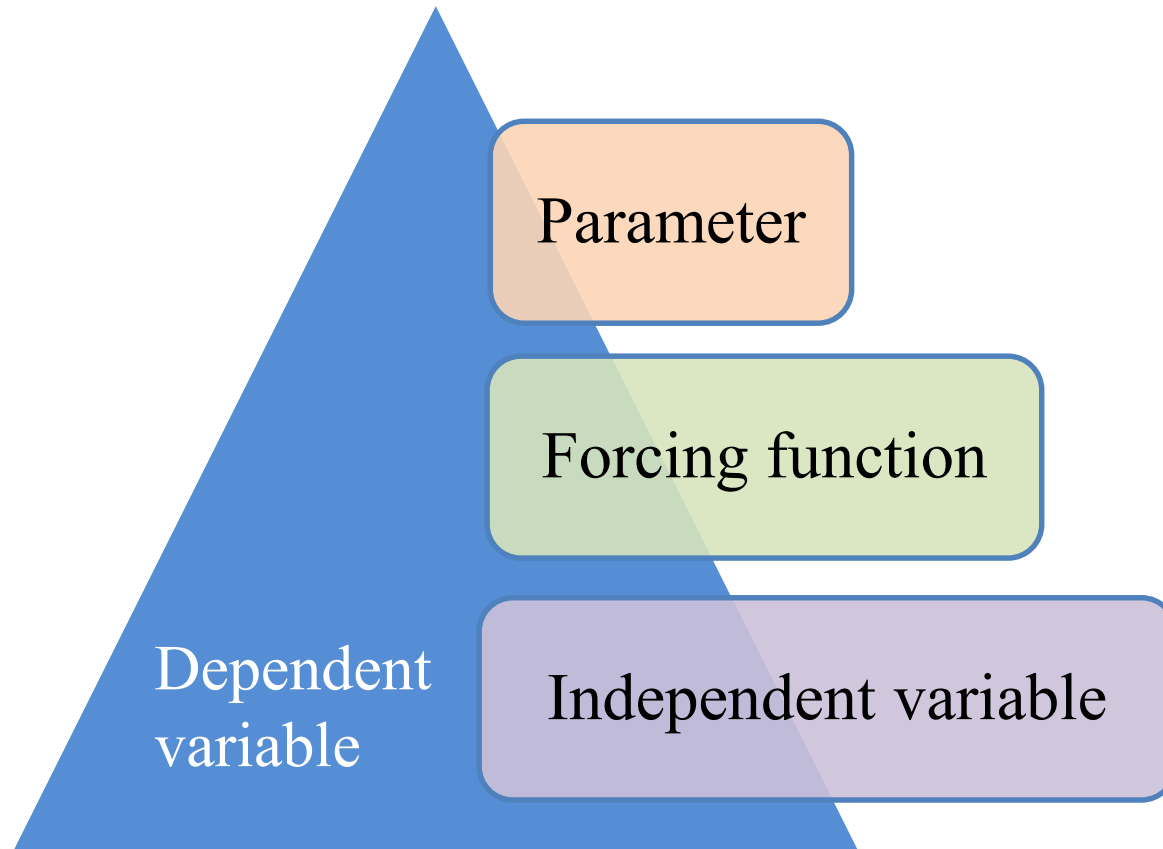 Parameter
Forcing function
Independent variable
Dependent
variable